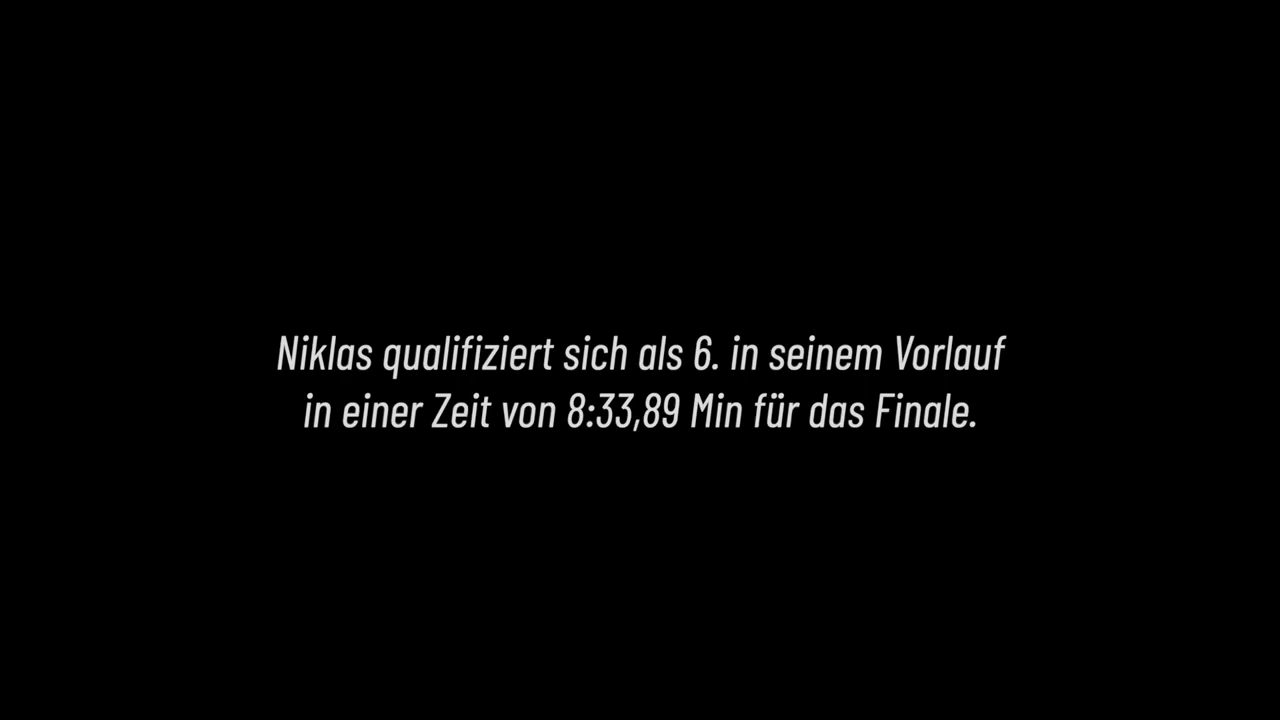 Niklas qualifiziert sich als 6. in seinem Vorlauf
in einer Zeit von 8:33,89 Min für das Finale.